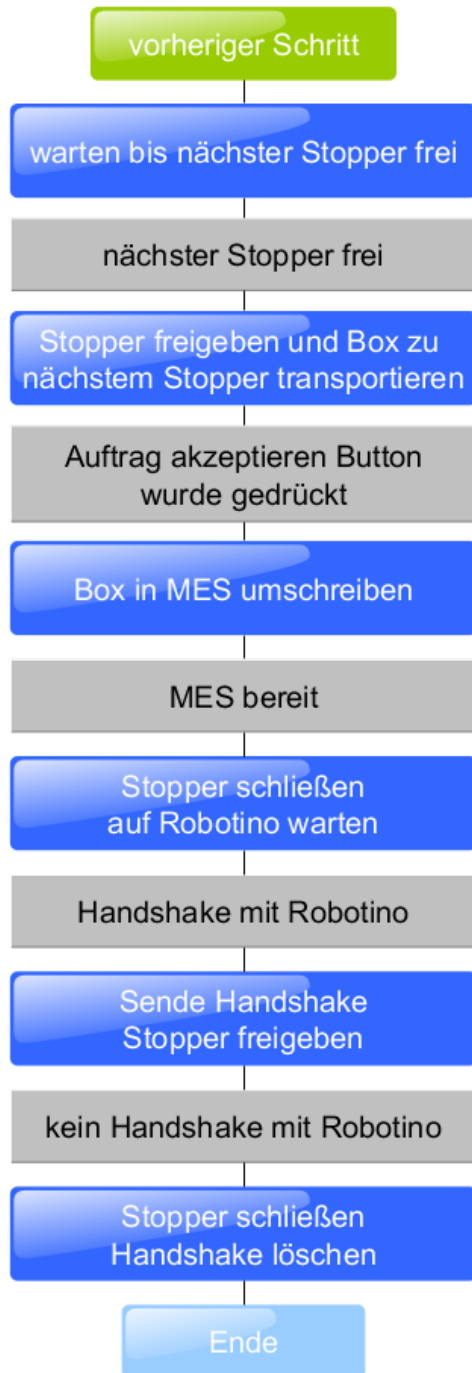 vorheriger Schritt
warten bis nächster Stopper frei
nächster Stopper frei
Stopper freigeben und Box zu
nächstem Stopper transportieren
Auftrag akzeptieren Button
wurde gedrückt
Box in MES umschreiben
MES bereit
Stopper schließen
auf Robotino warten
Handshake mit Robotino
Sende Handshake
Stopper freigeben
kein Handshake mit Robotino
Stopper schließen
Handshake löschen
Ende